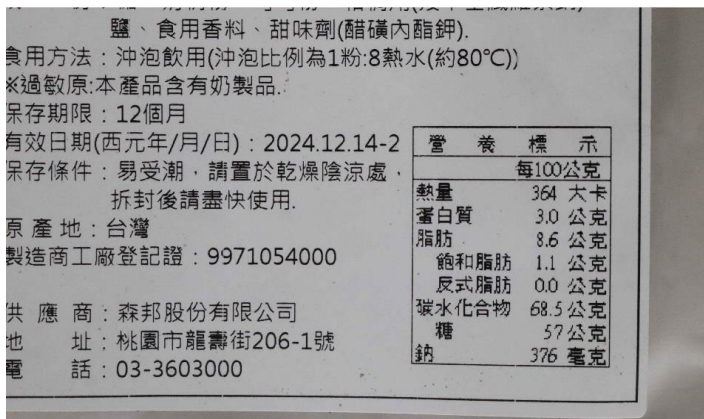 鹽、食用香料、甜味劑(醋磺內酯鉀).
食用方法：沖泡飲用(沖泡比例為1粉:8熱水(約80℃))
※過敏原:本產品含有奶製品.
保存期限：12個月
有效日期(西元年/月/日)：2024.12.14-2
保存條件：易受潮，請置於乾燥陰涼處，
拆封後請盡快使用.
原產地：台灣
製造商工廠登記證：9971054000
供應商：森邦股份有限公司
地址：桃園市龍壽街206-1號
電話：03-3603000
營養標示
每100公克
熱量 364 大卡
蛋白質 3.0 公克
脂肪 8.6 公克
飽和脂肪 1.1 公克
反式脂肪 0.0 公克
碳水化合物 68.5 公克
糖 57 公克
鈉 376 毫克